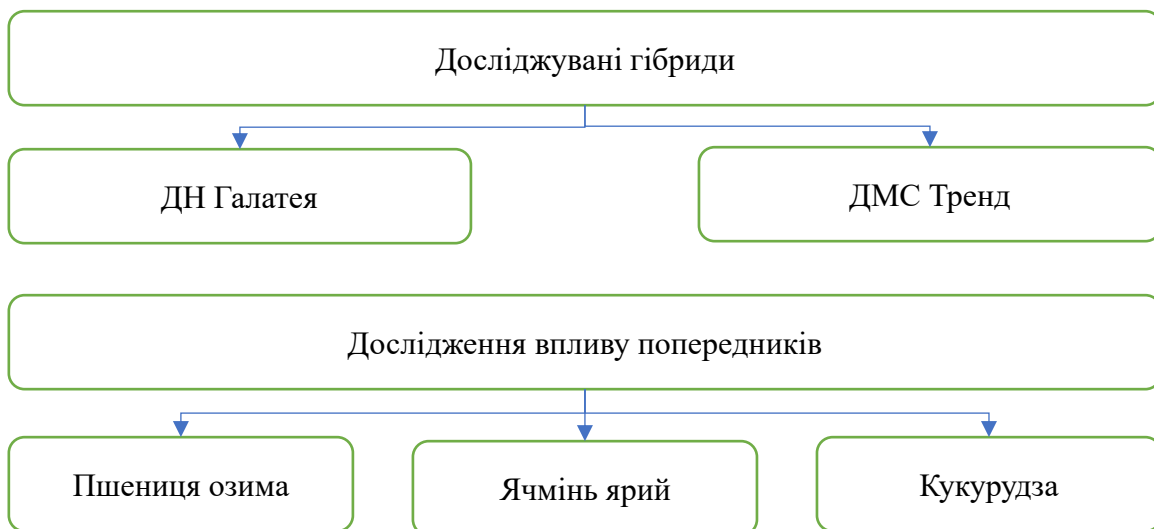 Досліджувані гібриди
ДН Галатея
ДМС Тренд
Дослідження впливу попередників
Пшениця озима
Ячмінь ярий
Кукурудза